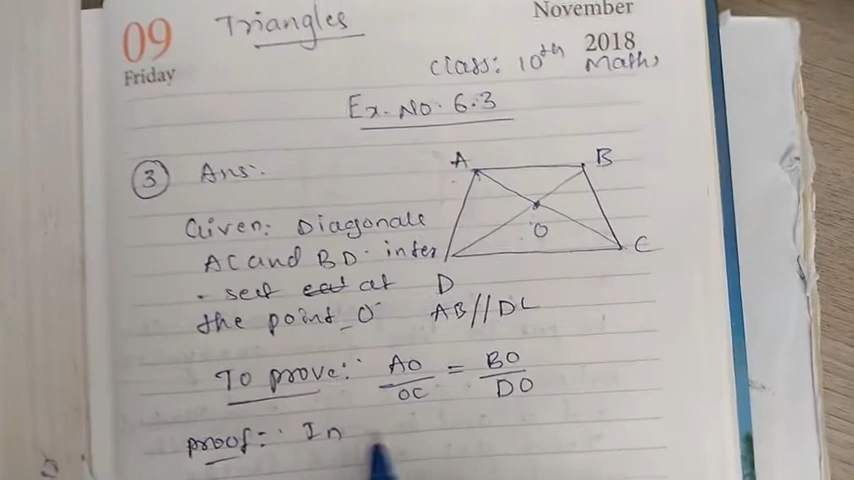 09
Friday
Triangles
November
2018
Class: 10th Maths
Ex. No. 6.3
3 Ans:
A B
O C
D
Given: Diagonals
AC and BD inter
- sect at
the point O
AB // DC
To prove: AO/OC = BO/DO
proof: In